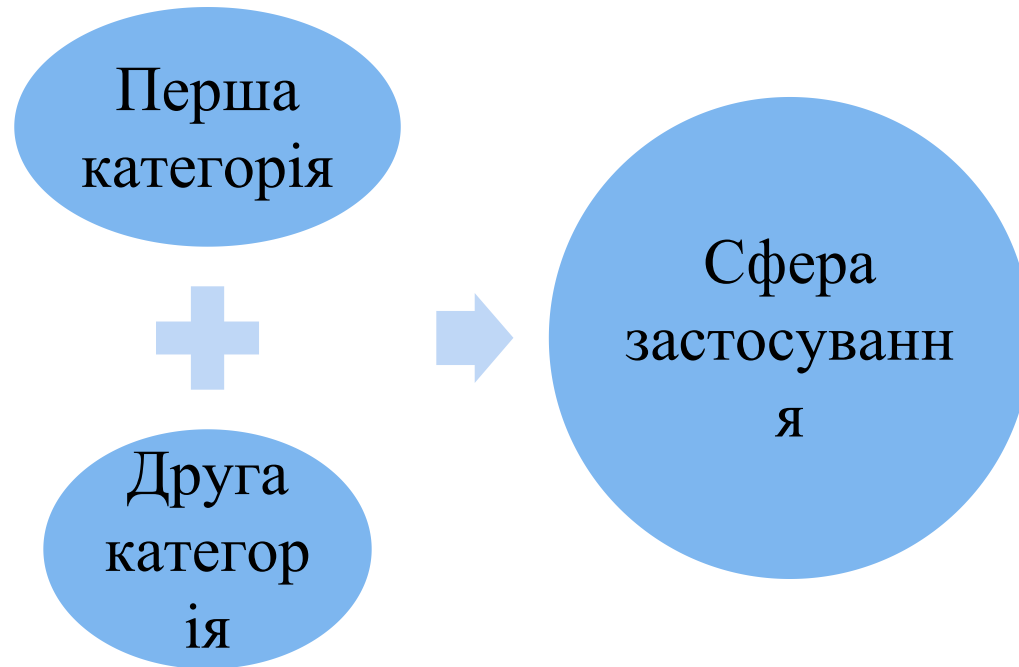 Перша
категорія
Друга
категор
ія
Сфера
застосуванн
я